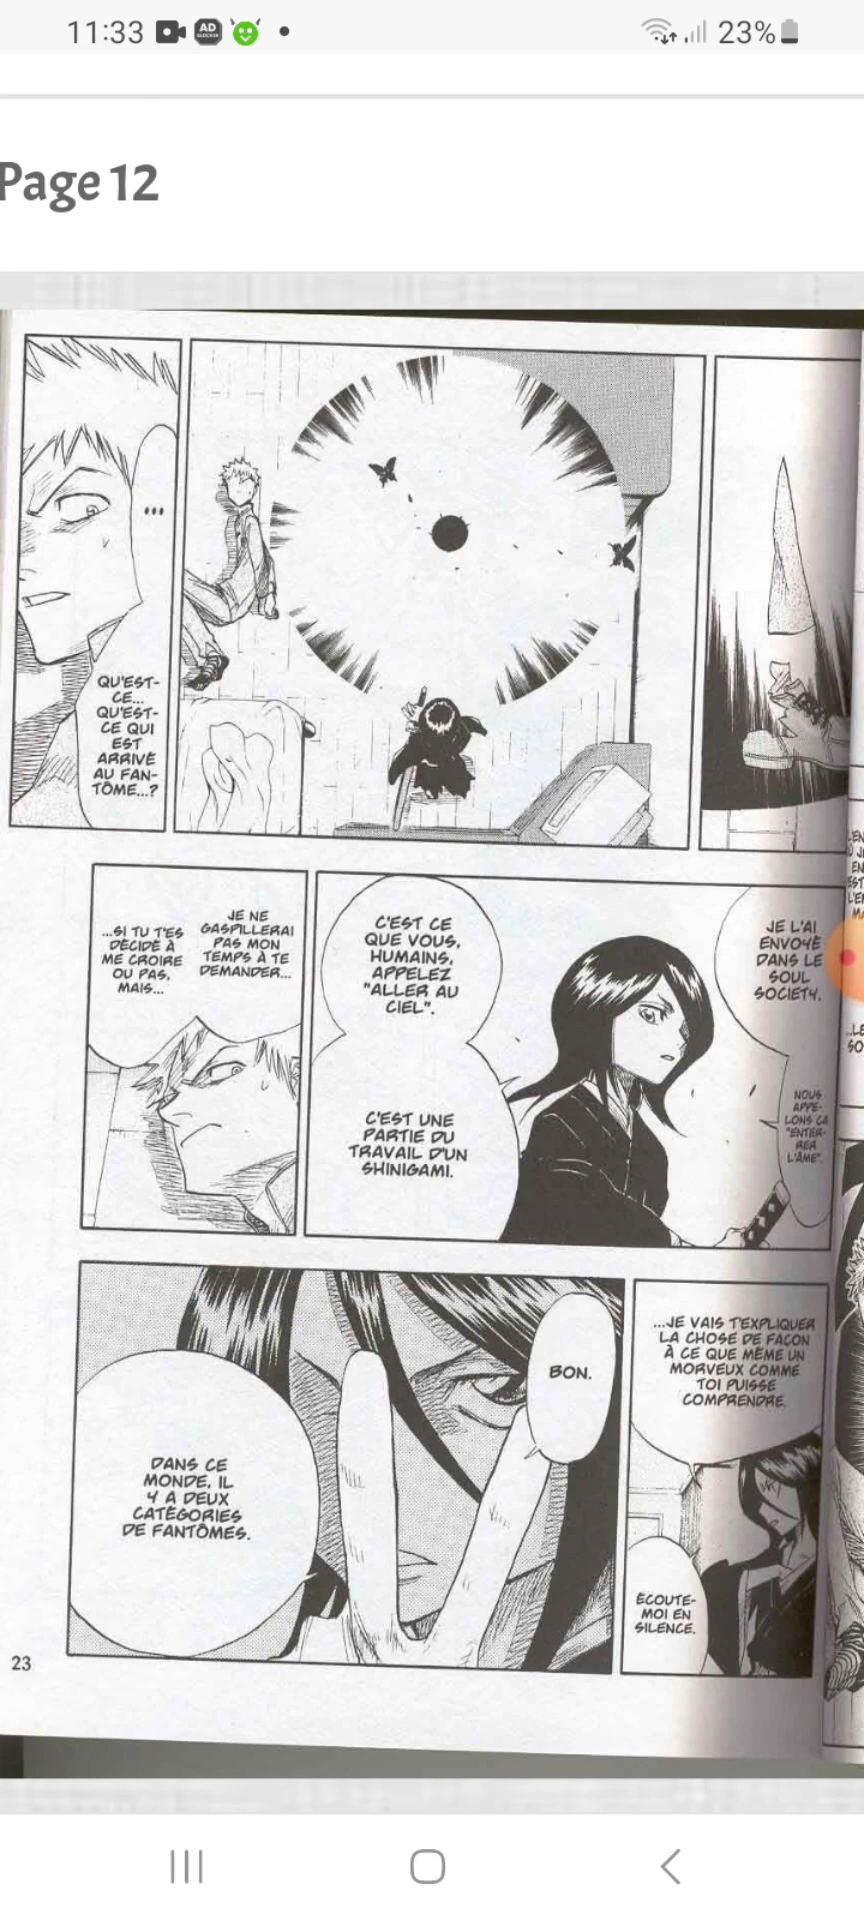 11:33
AD
BLOCKER
23%
Page 12
...
QU'EST-
CE...
QU'EST-
CE QUI
EST
ARRIVÉ
AU FAN-
TÔME...?
JE L'AI
ENVOYÉ
DANS LE
SOUL
SOCIETY.
NOUS
APPE-
LONS ÇA
"ENTER-
RER
L'ÂME".
C'EST CE
QUE VOUS,
HUMAINS,
APPELEZ
"ALLER AU
CIEL".
C'EST UNE
PARTIE DU
TRAVAIL D'UN
SHINIGAMI.
JE NE
GASPILLERAI
PAS MON
TEMPS À TE
DEMANDER...
...SI TU T'ES
DÉCIDÉ À
ME CROIRE
OU PAS,
MAIS...
...JE VAIS T'EXPLIQUER
LA CHOSE DE FAÇON
À CE QUE MÊME UN
MORVEUX COMME
TOI PUISSE
COMPRENDRE.
ÉCOUTE-
MOI EN
SILENCE.
BON.
DANS CE
MONDE, IL
Y A DEUX
CATÉGORIES
DE FANTÔMES.
23